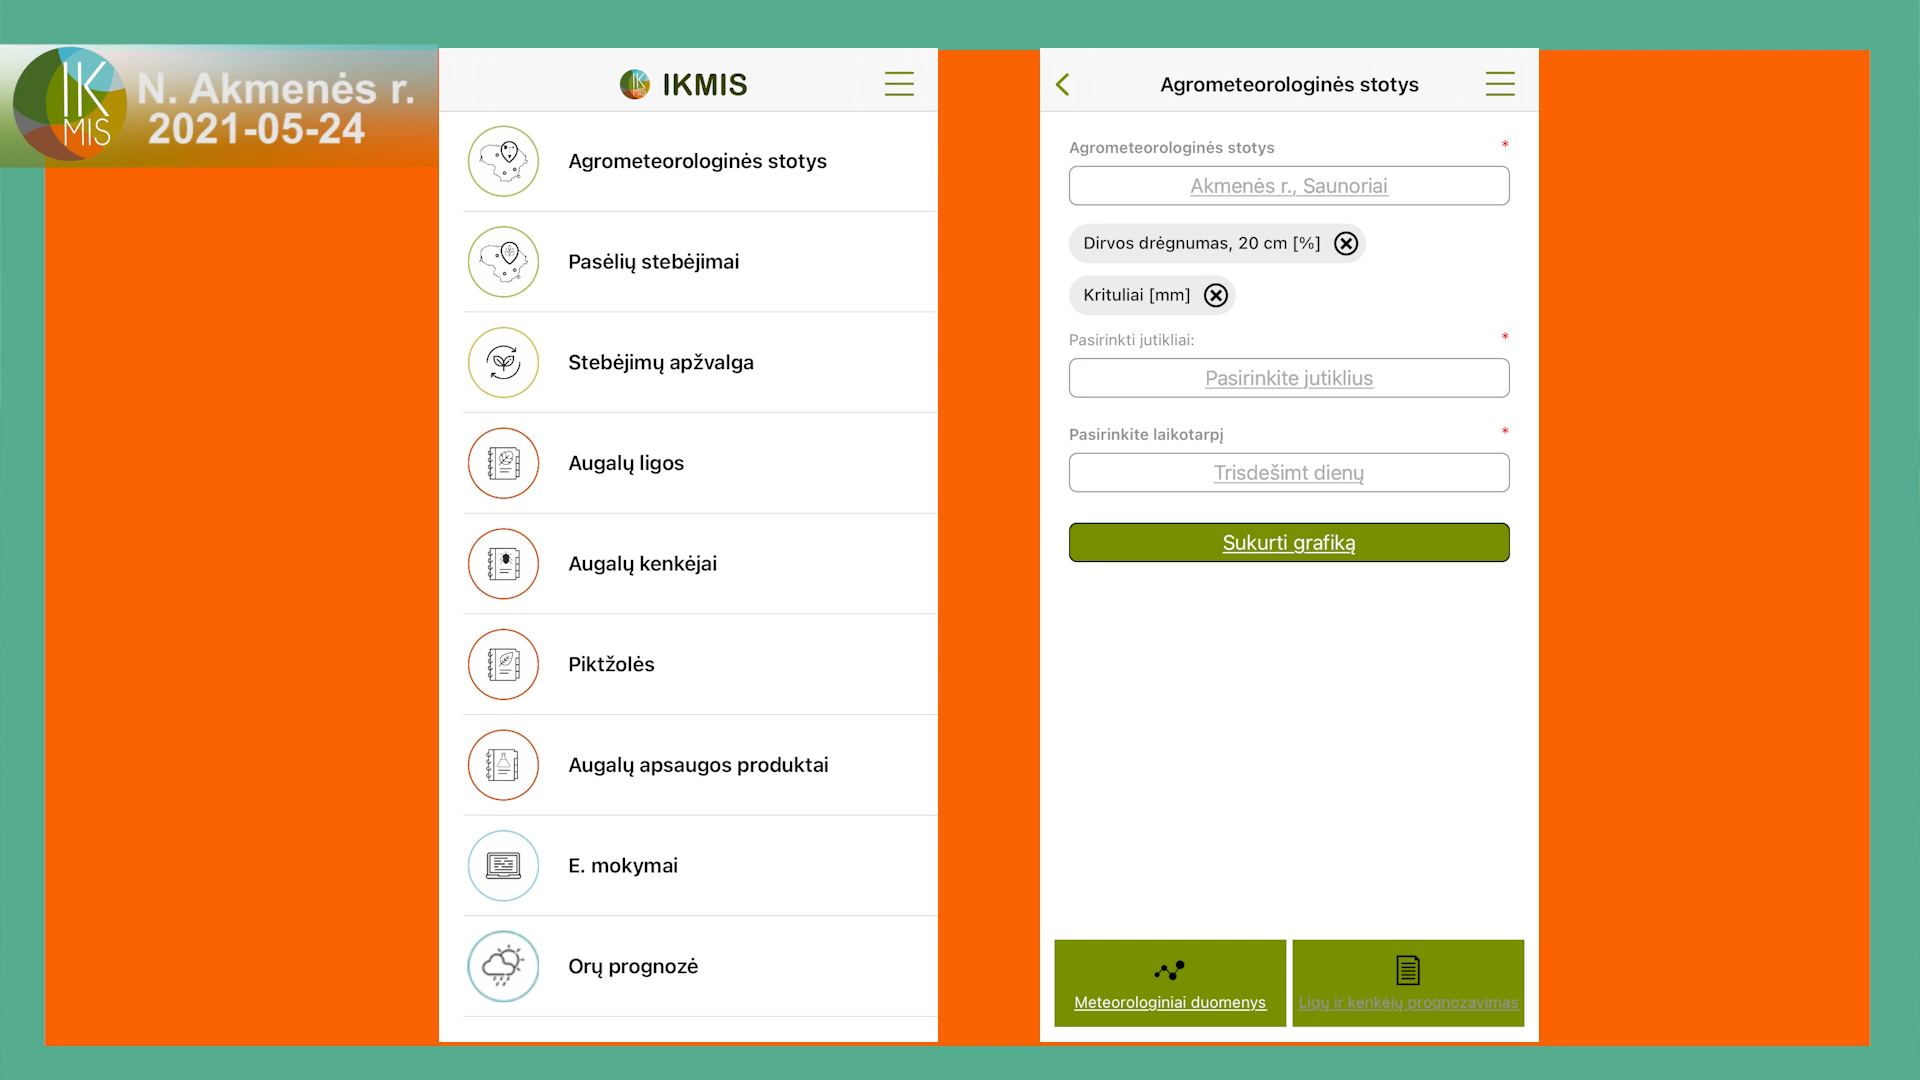 IK
MIS
N. Akmenės r.
2021-05-24
IKMIS
Agrometeorologinės stotys
Pasėlių stebėjimai
Stebėjimų apžvalga
Augalų ligos
Augalų kenkėjai
Piktžolės
Augalų apsaugos produktai
E. mokymai
Orų prognozė
Agrometeorologinės stotys
Agrometeorologinės stotys *
Akmenės r., Saunoriai
Dirvos drėgnumas, 20 cm [%]
Krituliai [mm]
Pasirinkti jutikliai: *
Pasirinkite jutiklius
Pasirinkite laikotarpį *
Trisdešimt dienų
Sukurti grafiką
Meteorologiniai duomenys
Ligų ir kenkėjų prognozavimas